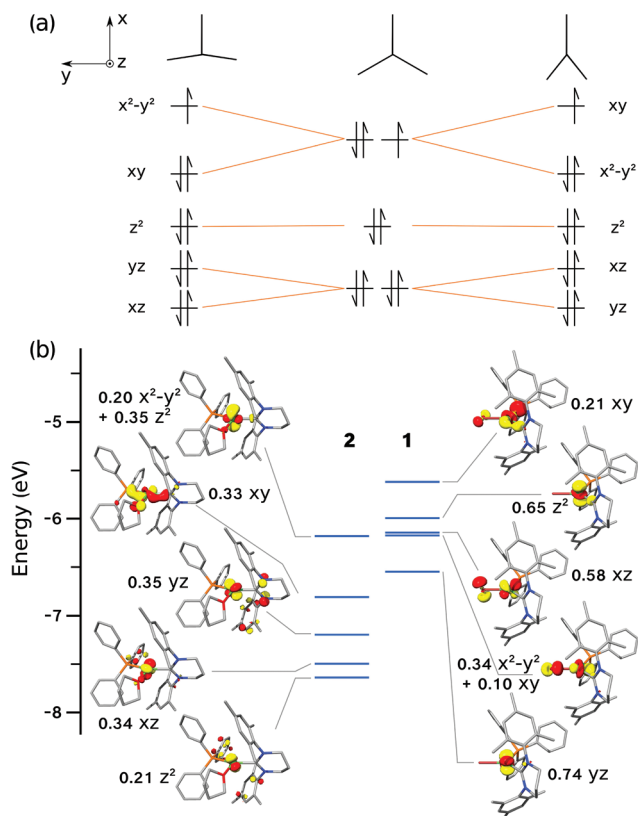 (a)
x
y
z
x²−y²
xy
xy
x²−y²
z²
z²
yz
xz
xz
yz
(b)
Energy (eV)
-5
-6
-7
-8
2
1
0.20 x²−y²
+ 0.35 z²
0.33 xy
0.35 yz
0.34 xz
0.21 z²
0.21 xy
0.65 z²
0.58 xz
0.34 x²−y²
+ 0.10 xy
0.74 yz